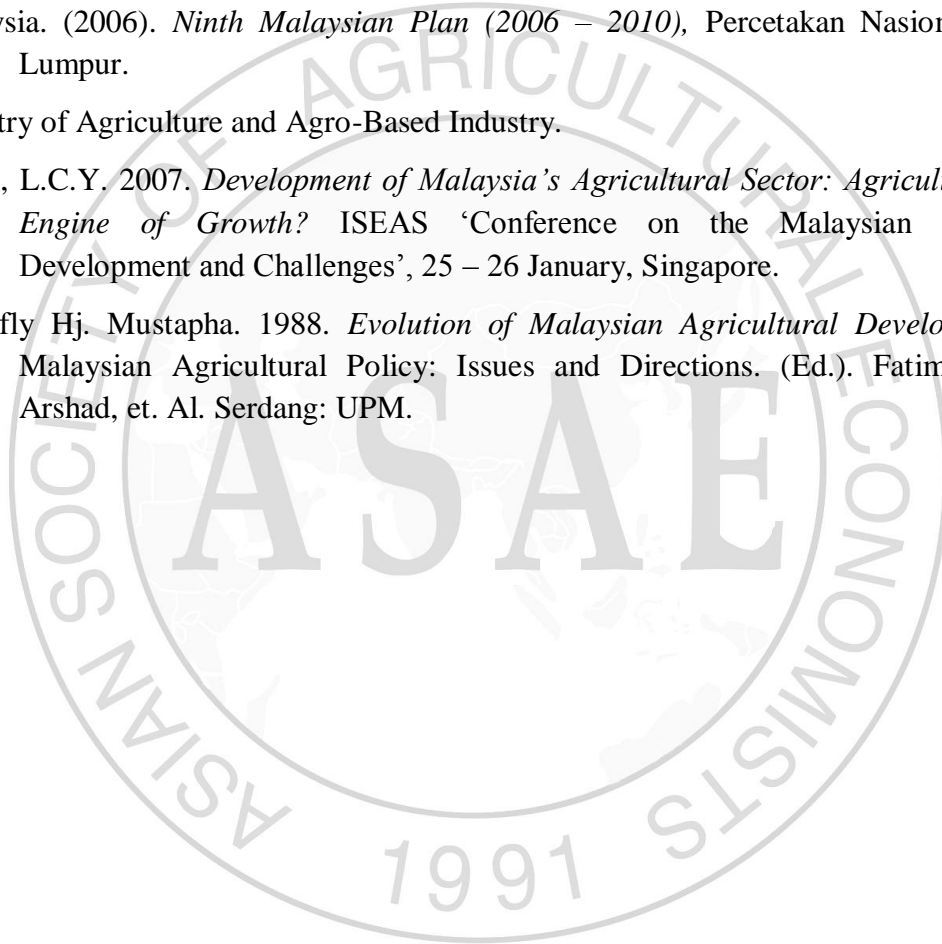 ysia. (2006). Ninth Malaysian Plan (2006 – 2010), Percetakan Nasion
Lumpur.
try of Agriculture and Agro-Based Industry.
, L.C.Y. 2007. Development of Malaysia’s Agricultural Sector: Agricul
Engine of Growth? ISEAS ‘Conference on the Malaysian
Development and Challenges’, 25 – 26 January, Singapore.
fly Hj. Mustapha. 1988. Evolution of Malaysian Agricultural Develo
Malaysian Agricultural Policy: Issues and Directions. (Ed.). Fatim
Arshad, et. Al. Serdang: UPM.
ASIAN SOCIETY OF AGRICULTURAL ECONOMISTS
ASAE
1991